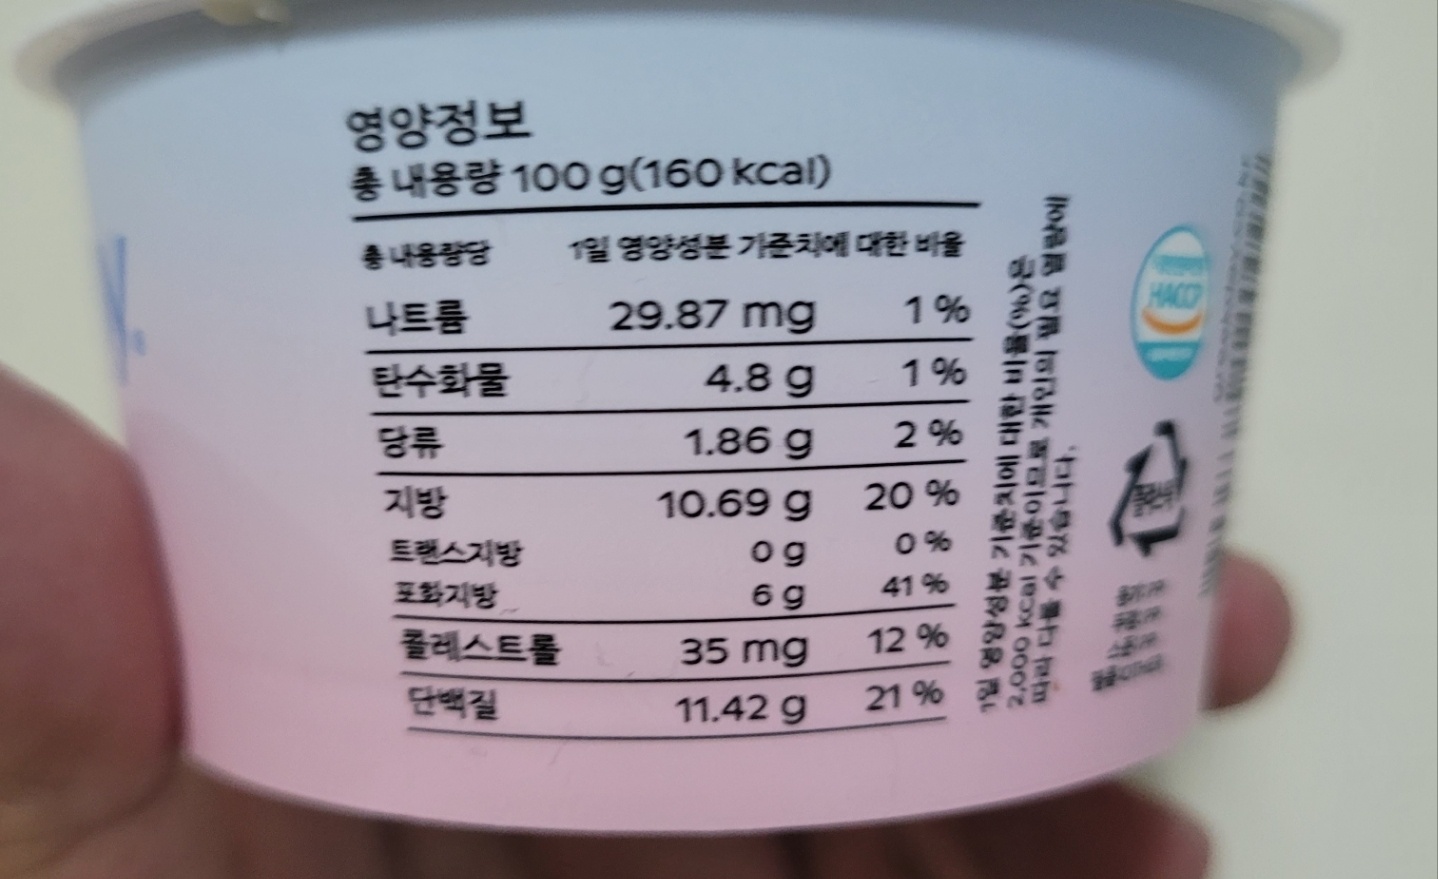 영양정보
총 내용량 100 g(160 kcal)
총 내용량당 1일 영양성분 기준치에 대한 비율
나트륨 29.87 mg 1 %
탄수화물 4.8 g 1 %
당류 1.86 g 2 %
지방 10.69 g 20 %
트랜스지방 0 g 0 %
포화지방 6 g 41 %
콜레스트롤 35 mg 12 %
단백질 11.42 g 21 %
1일 영양성분 기준치에 대한 비율(%)은
2,000 kcal 기준이므로 개인의 필요 열량에
따라 다를 수 있습니다.
HACCP